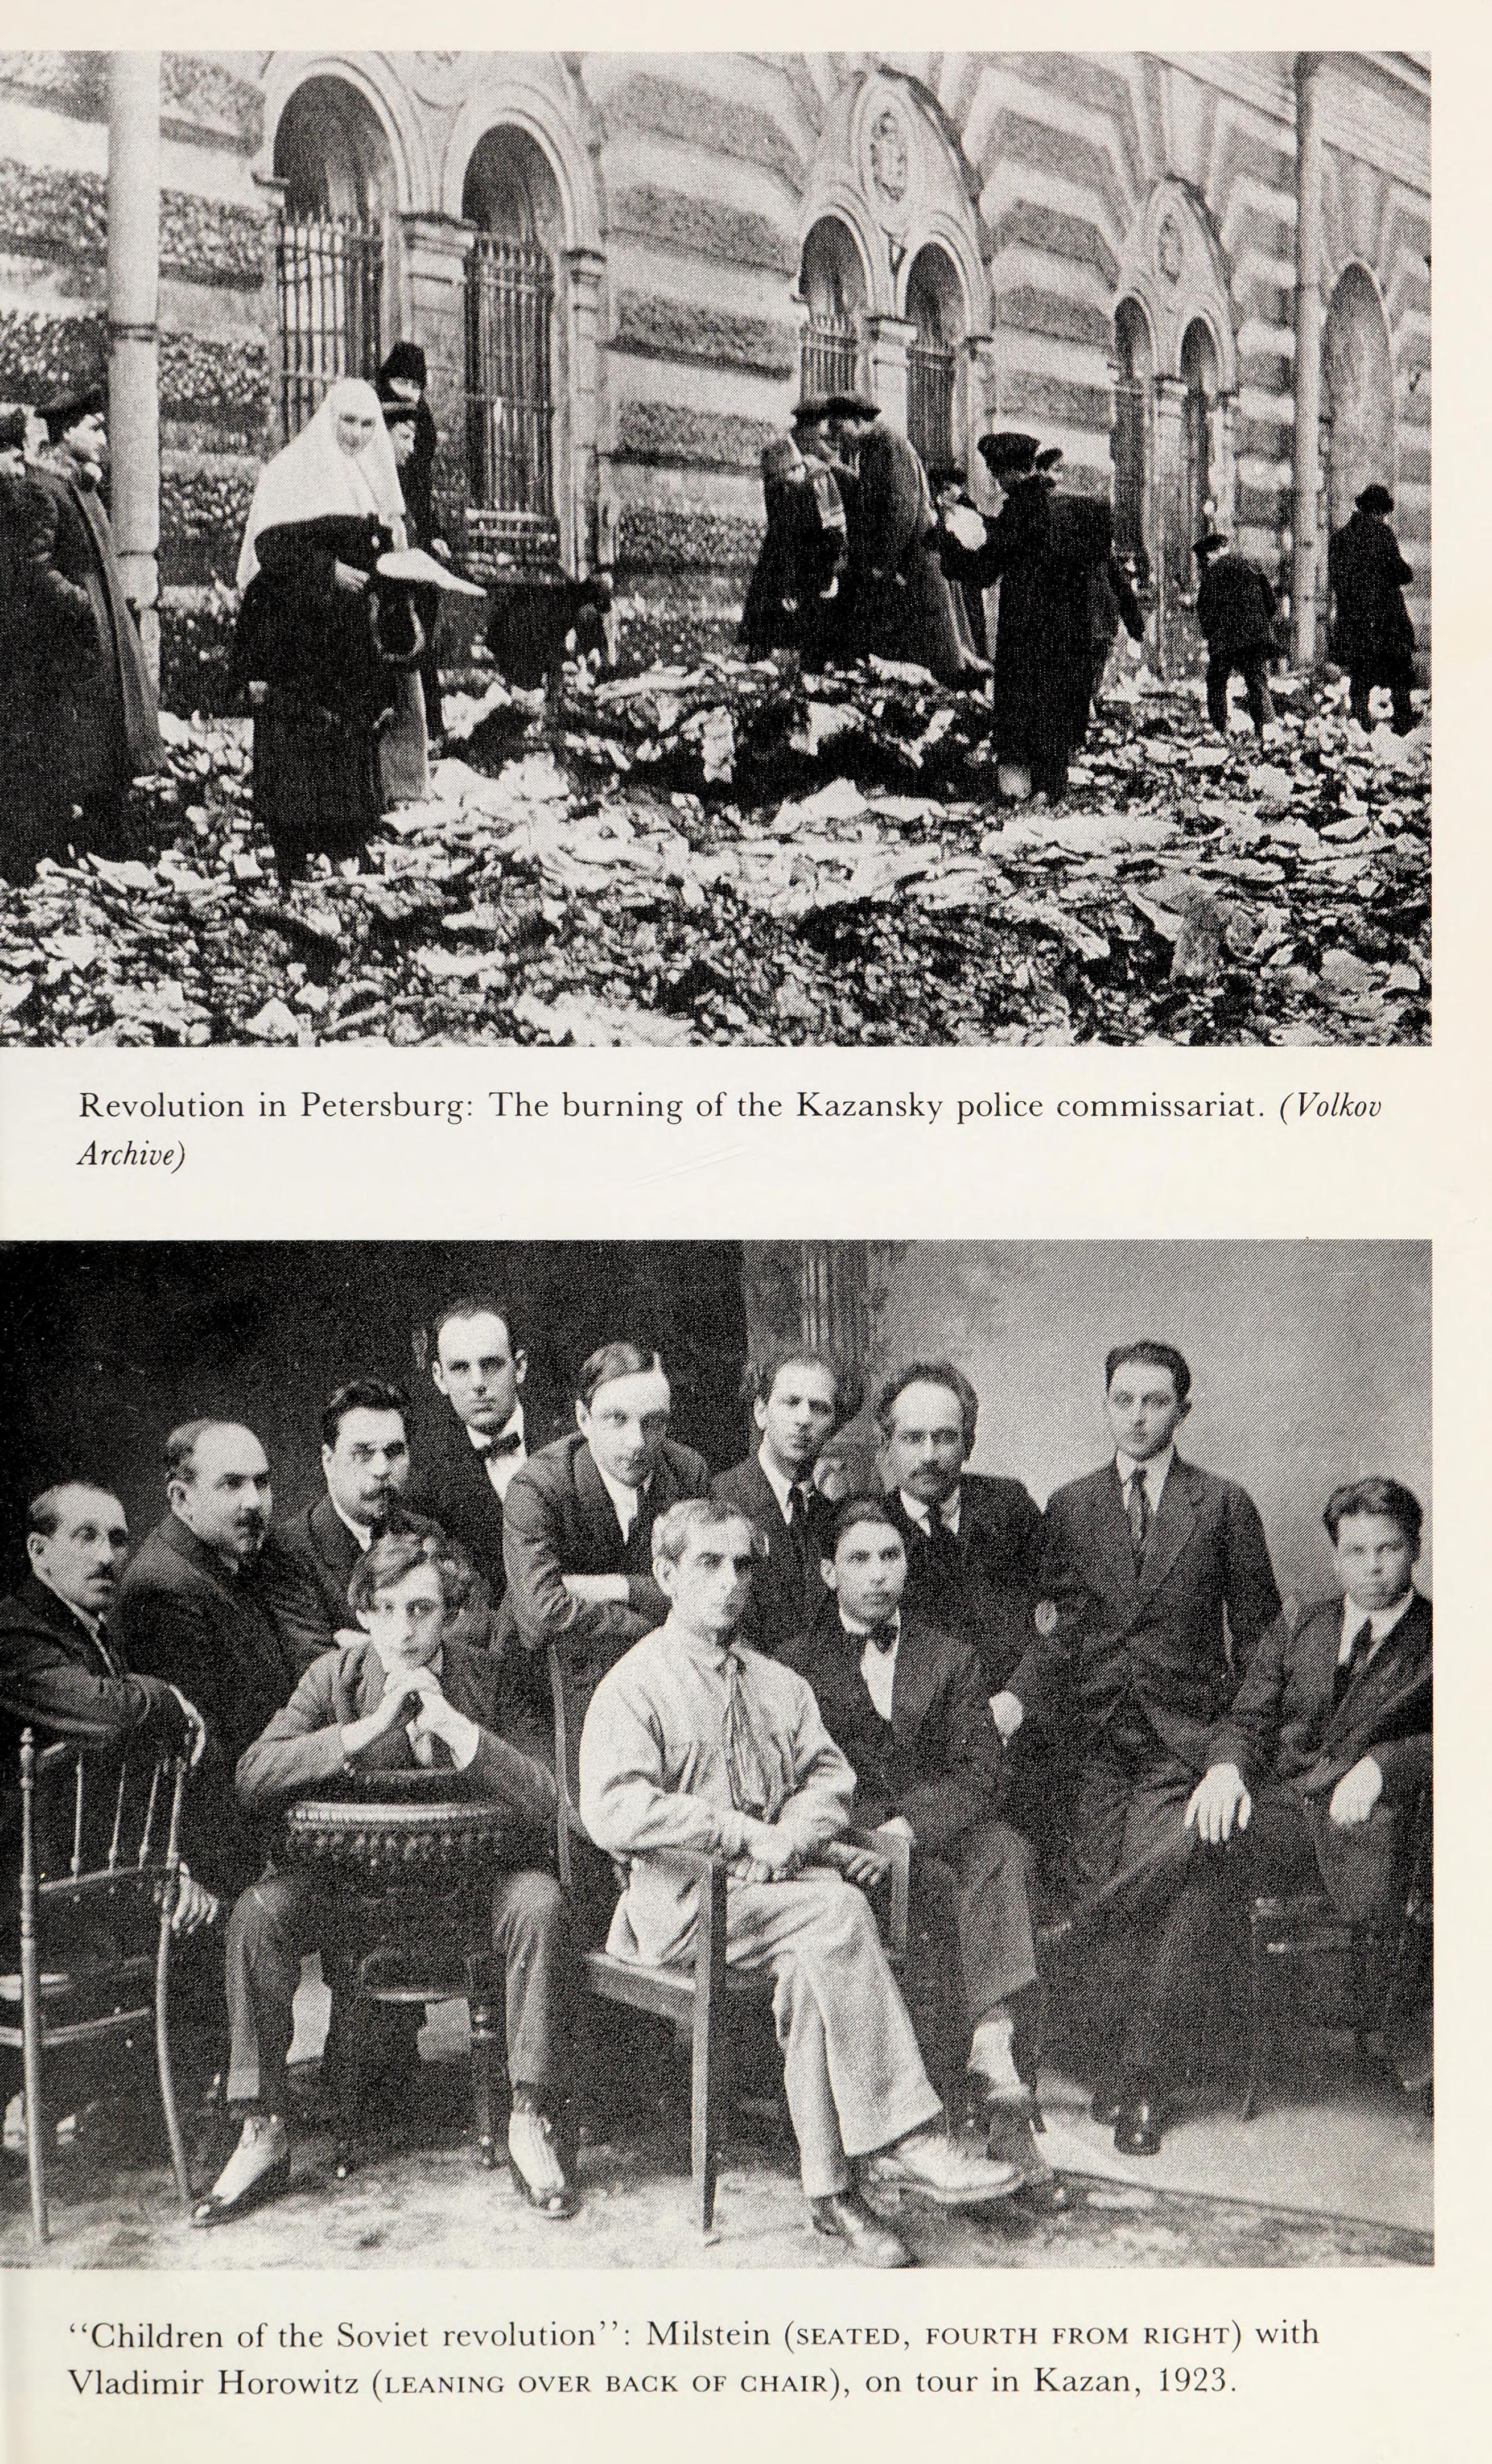 Revolution in Petersburg: The burning of the Kazansky police commissariat. (Volkov
Archive)
‘‘Children of the Soviet revolution’’: Milstein (SEATED, FOURTH FROM RIGHT) with
Vladimir Horowitz (LEANING OVER BACK OF CHAIR), on tour in Kazan, 1923.